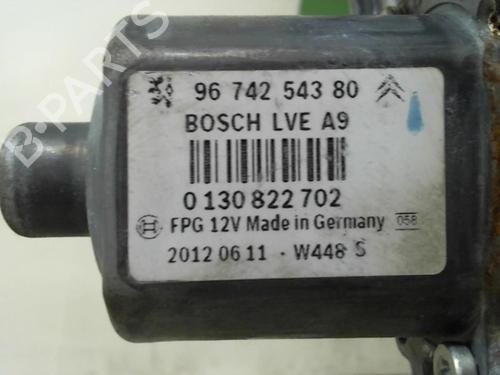 96 742 543 80
BOSCH LVE A9
0 130 822 702
FPG 12V Made in Germany 058
2012 06 11 · W448 S
B-PARTS